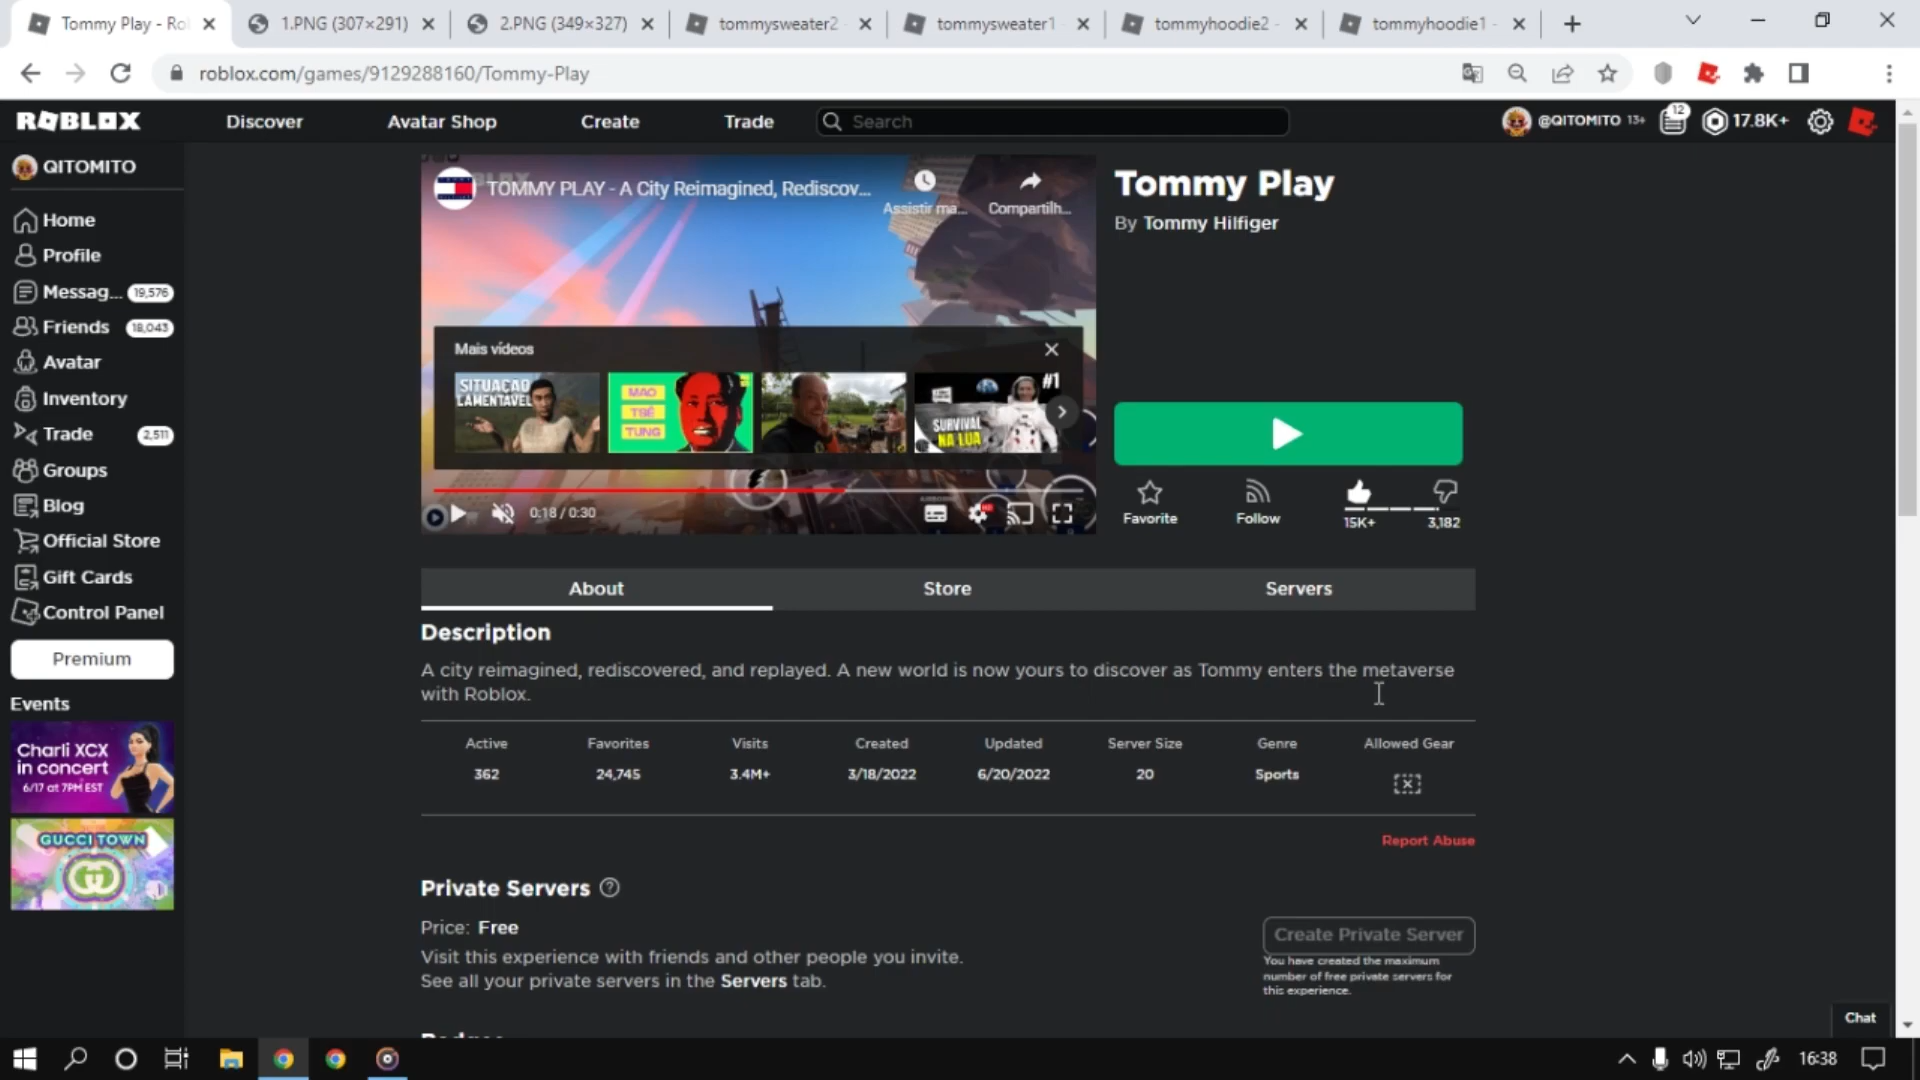 Tommy Play - Ro
1.PNG (307×291)
2.PNG (349×327)
tommysweater2 -
tommysweater1 -
tommyhoodie2 -
tommyhoodie1 -
roblox.com/games/9129288160/Tommy-Play
ROBLOX
Discover
Avatar Shop
Create
Trade
Search
@QITOMITO 13+
12
17.8K+
QITOMITO
Home
Profile
Messag... 19,576
Friends 18,043
Avatar
Inventory
Trade 2,511
Groups
Blog
Official Store
Gift Cards
Control Panel
Premium
Events
Charli XCX
in concert
6/17 at 7PM EST
GUCCI TOWN
TOMMY PLAY - A City Reimagined, Rediscov...
Assistir ma...
Compartilh...
Mais vídeos
SITUAÇÃO
LAMENTÁVEL
MAO
TSÉ
TUNG
#1
SURVIVAL
NA LUA
0:18 / 0:30
Tommy Play
By Tommy Hilfiger
Favorite
Follow
15K+
3,182
About
Store
Servers
Description
A city reimagined, rediscovered, and replayed. A new world is now yours to discover as Tommy enters the metaverse
with Roblox.
Active
Favorites
Visits
Created
Updated
Server Size
Genre
Allowed Gear
362
24,745
3.4M+
3/18/2022
6/20/2022
20
Sports
Report Abuse
Private Servers
Price: Free
Visit this experience with friends and other people you invite.
See all your private servers in the Servers tab.
Create Private Server
You have created the maximum
number of free private servers for
this experience.
Badges
Chat
16:38